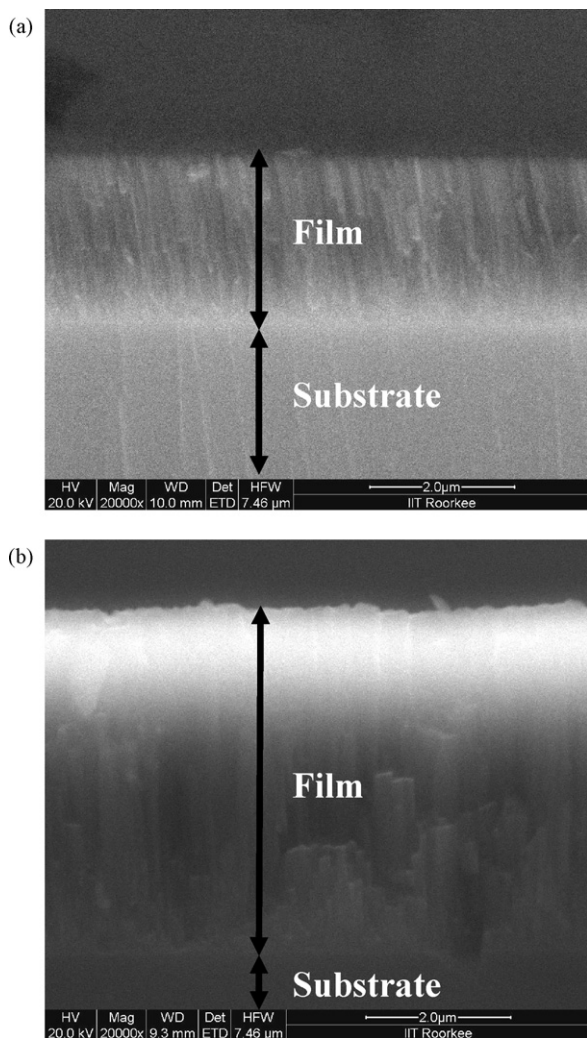 (a)
Film
Substrate
HV Mag WD Det HFW 2.0µm
20.0 kV 20000x 10.0 mm ETD 7.46 µm IIT Roorkee
(b)
Film
Substrate
HV Mag WD Det HFW 2.0µm
20.0 kV 20000x 9.3 mm ETD 7.46 µm IIT Roorkee